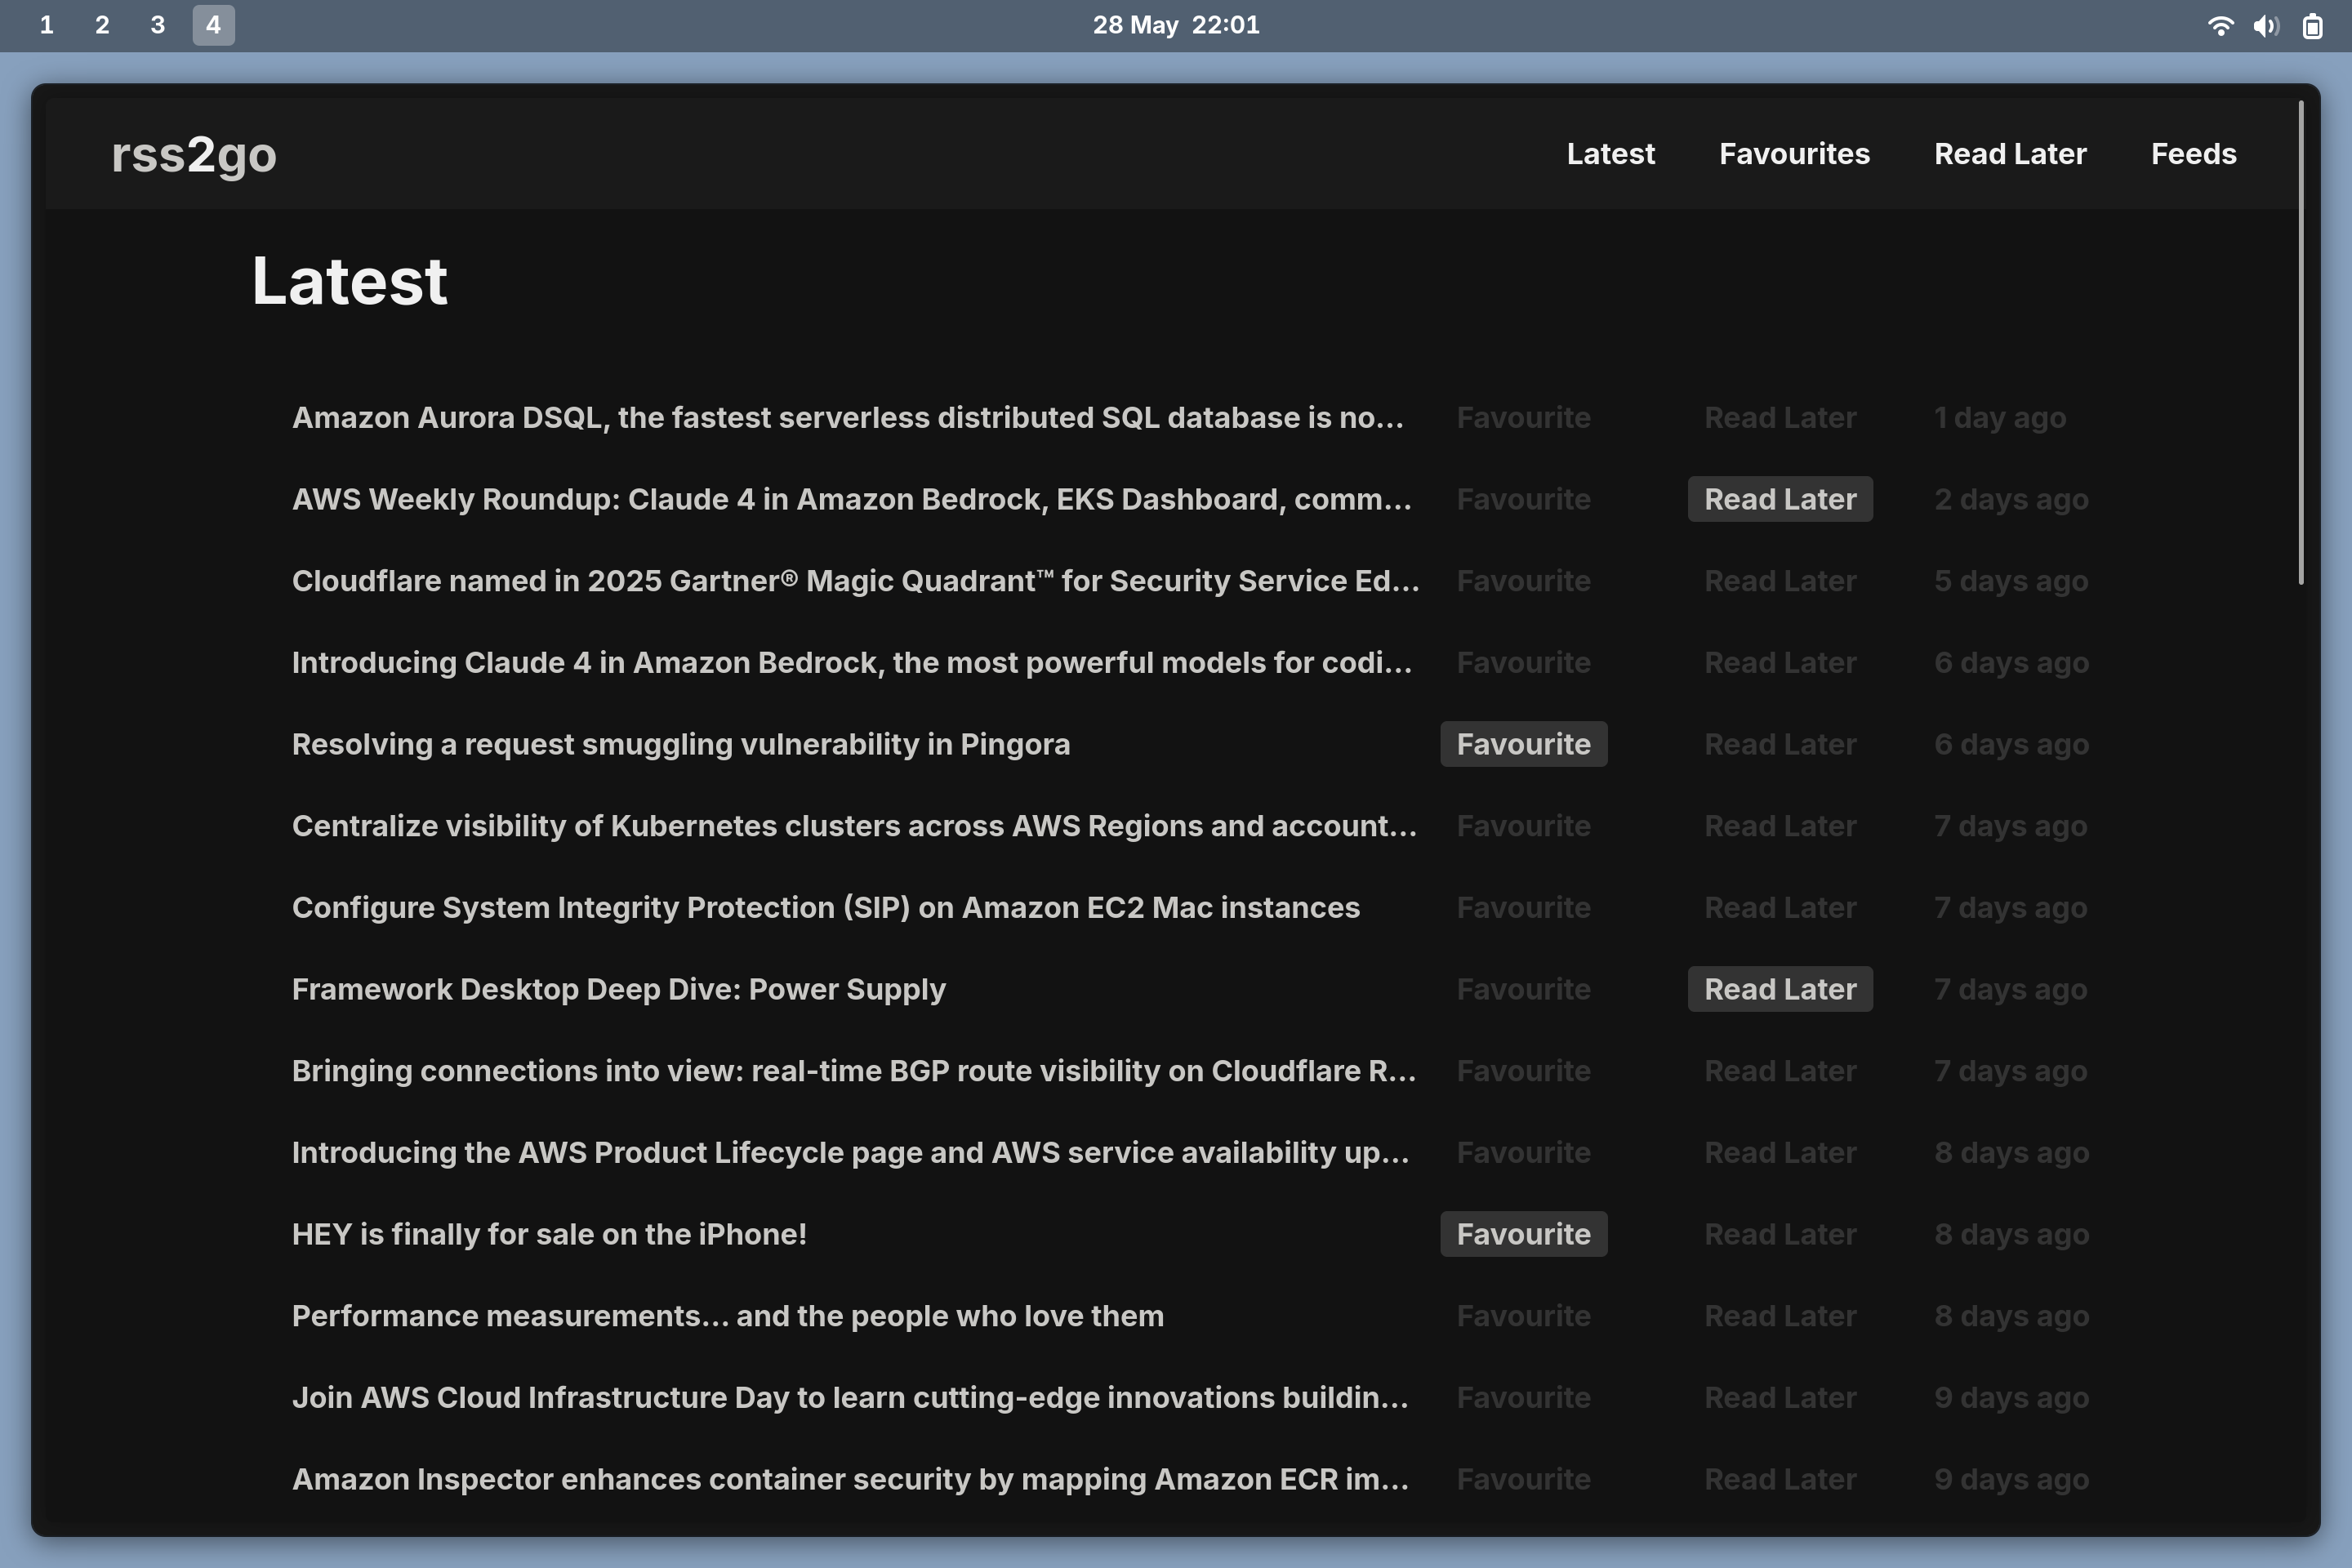 1 2 3 4 28 May 22:01
rss2go Latest Favourites Read Later Feeds
Latest
Amazon Aurora DSQL, the fastest serverless distributed SQL database is no... Favourite Read Later 1 day ago
AWS Weekly Roundup: Claude 4 in Amazon Bedrock, EKS Dashboard, comm... Favourite Read Later 2 days ago
Cloudflare named in 2025 Gartner® Magic Quadrant™ for Security Service Ed... Favourite Read Later 5 days ago
Introducing Claude 4 in Amazon Bedrock, the most powerful models for codi... Favourite Read Later 6 days ago
Resolving a request smuggling vulnerability in Pingora Favourite Read Later 6 days ago
Centralize visibility of Kubernetes clusters across AWS Regions and account... Favourite Read Later 7 days ago
Configure System Integrity Protection (SIP) on Amazon EC2 Mac instances Favourite Read Later 7 days ago
Framework Desktop Deep Dive: Power Supply Favourite Read Later 7 days ago
Bringing connections into view: real-time BGP route visibility on Cloudflare R... Favourite Read Later 7 days ago
Introducing the AWS Product Lifecycle page and AWS service availability up... Favourite Read Later 8 days ago
HEY is finally for sale on the iPhone! Favourite Read Later 8 days ago
Performance measurements... and the people who love them Favourite Read Later 8 days ago
Join AWS Cloud Infrastructure Day to learn cutting-edge innovations buildin... Favourite Read Later 9 days ago
Amazon Inspector enhances container security by mapping Amazon ECR im... Favourite Read Later 9 days ago